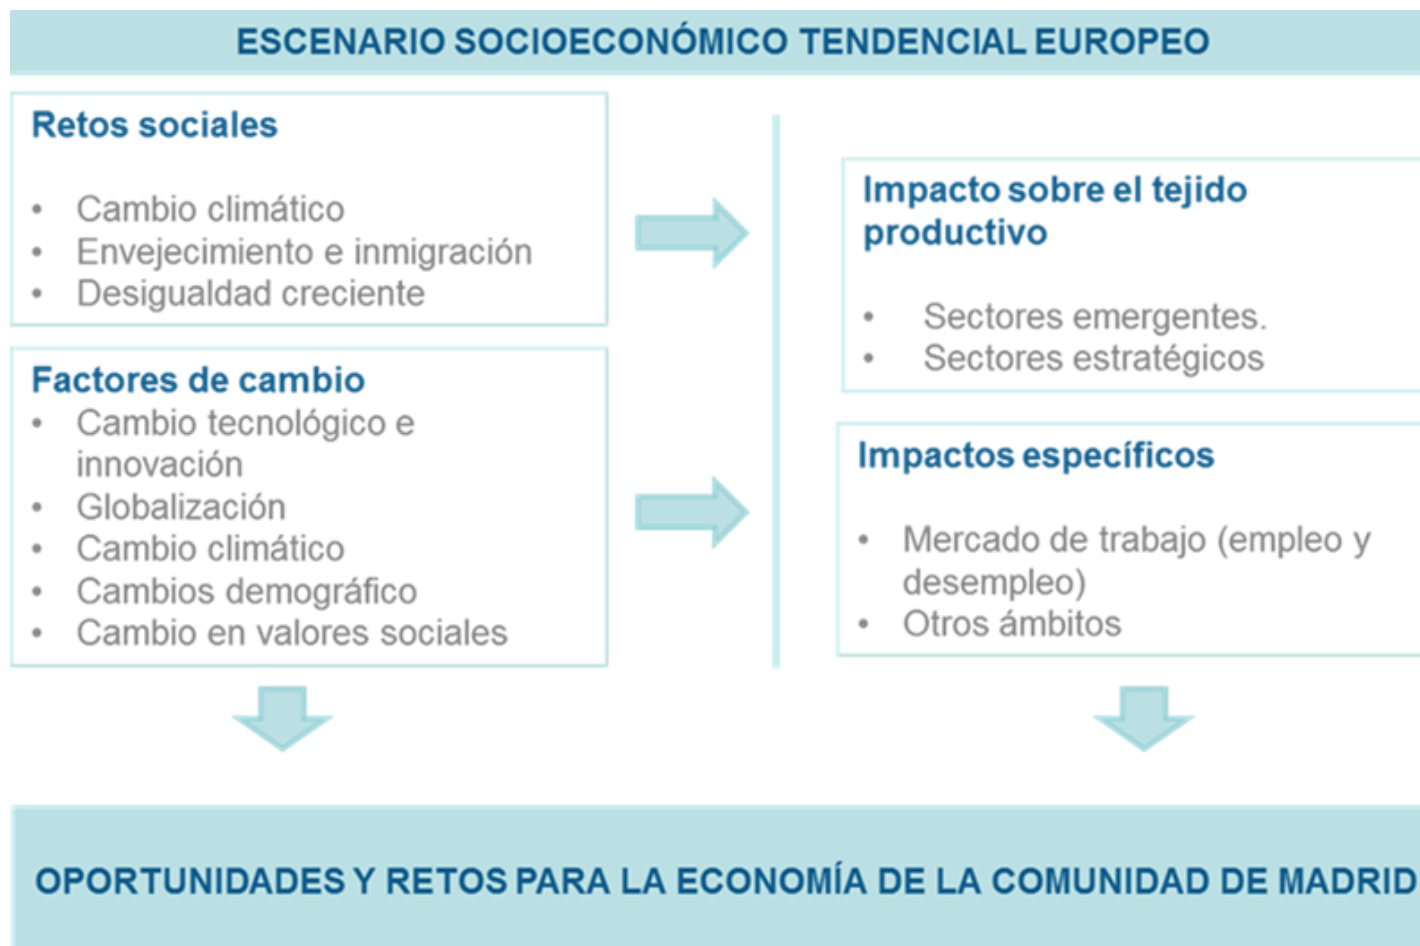 ESCENARIO SOCIOECONÓMICO TENDENCIAL EUROPEO
Retos sociales
• Cambio climático
• Envejecimiento e inmigración
• Desigualdad creciente
Factores de cambio
• Cambio tecnológico e
innovación
• Globalización
• Cambio climático
• Cambios demográfico
• Cambio en valores sociales
Impacto sobre el tejido
productivo
• Sectores emergentes.
• Sectores estratégicos
Impactos específicos
• Mercado de trabajo (empleo y
desempleo)
• Otros ámbitos
OPORTUNIDADES Y RETOS PARA LA ECONOMÍA DE LA COMUNIDAD DE MADRID